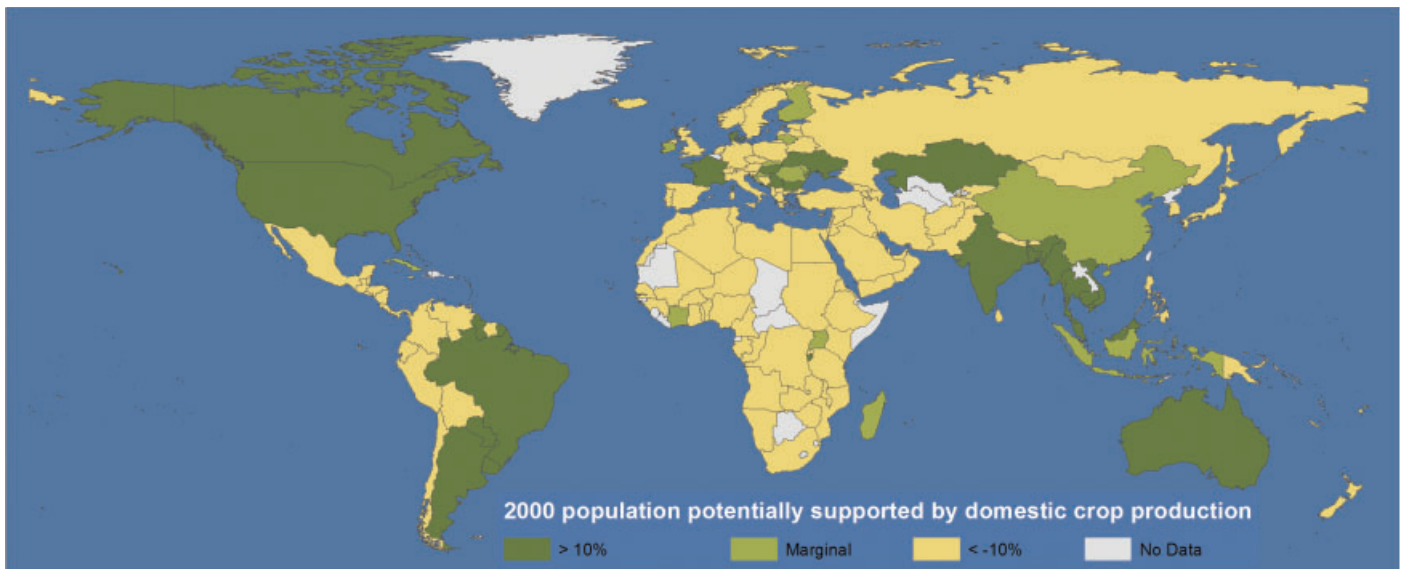 2000 population potentially supported by domestic crop production
> 10% Marginal < -10% No Data